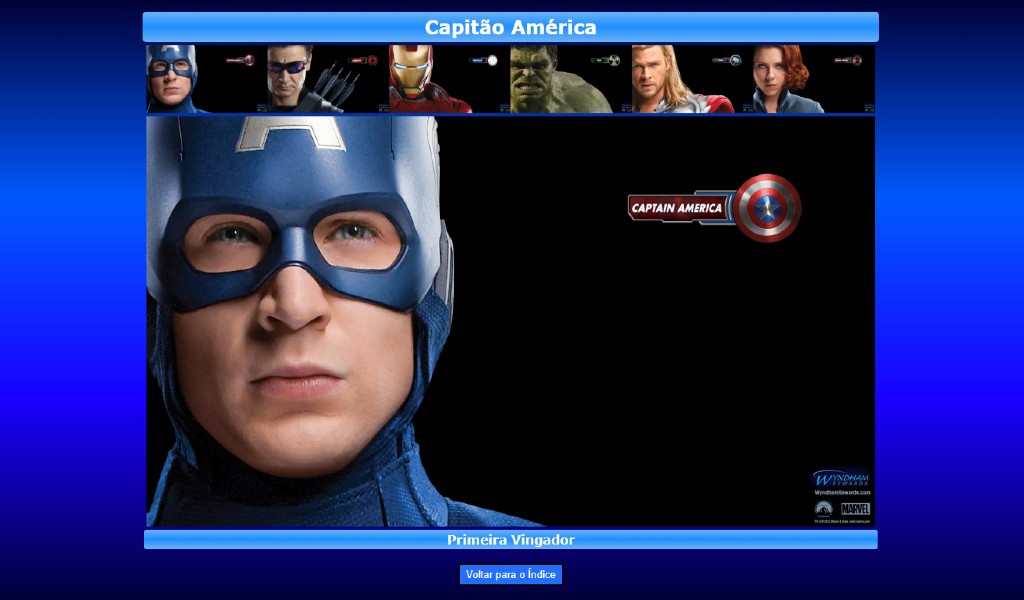 Capitão América
CAPTAIN AMERICA
WYNDHAM
REWARDS
WyndhamRewards.com
MARVEL
Primeira Vingador
Voltar para o Índice